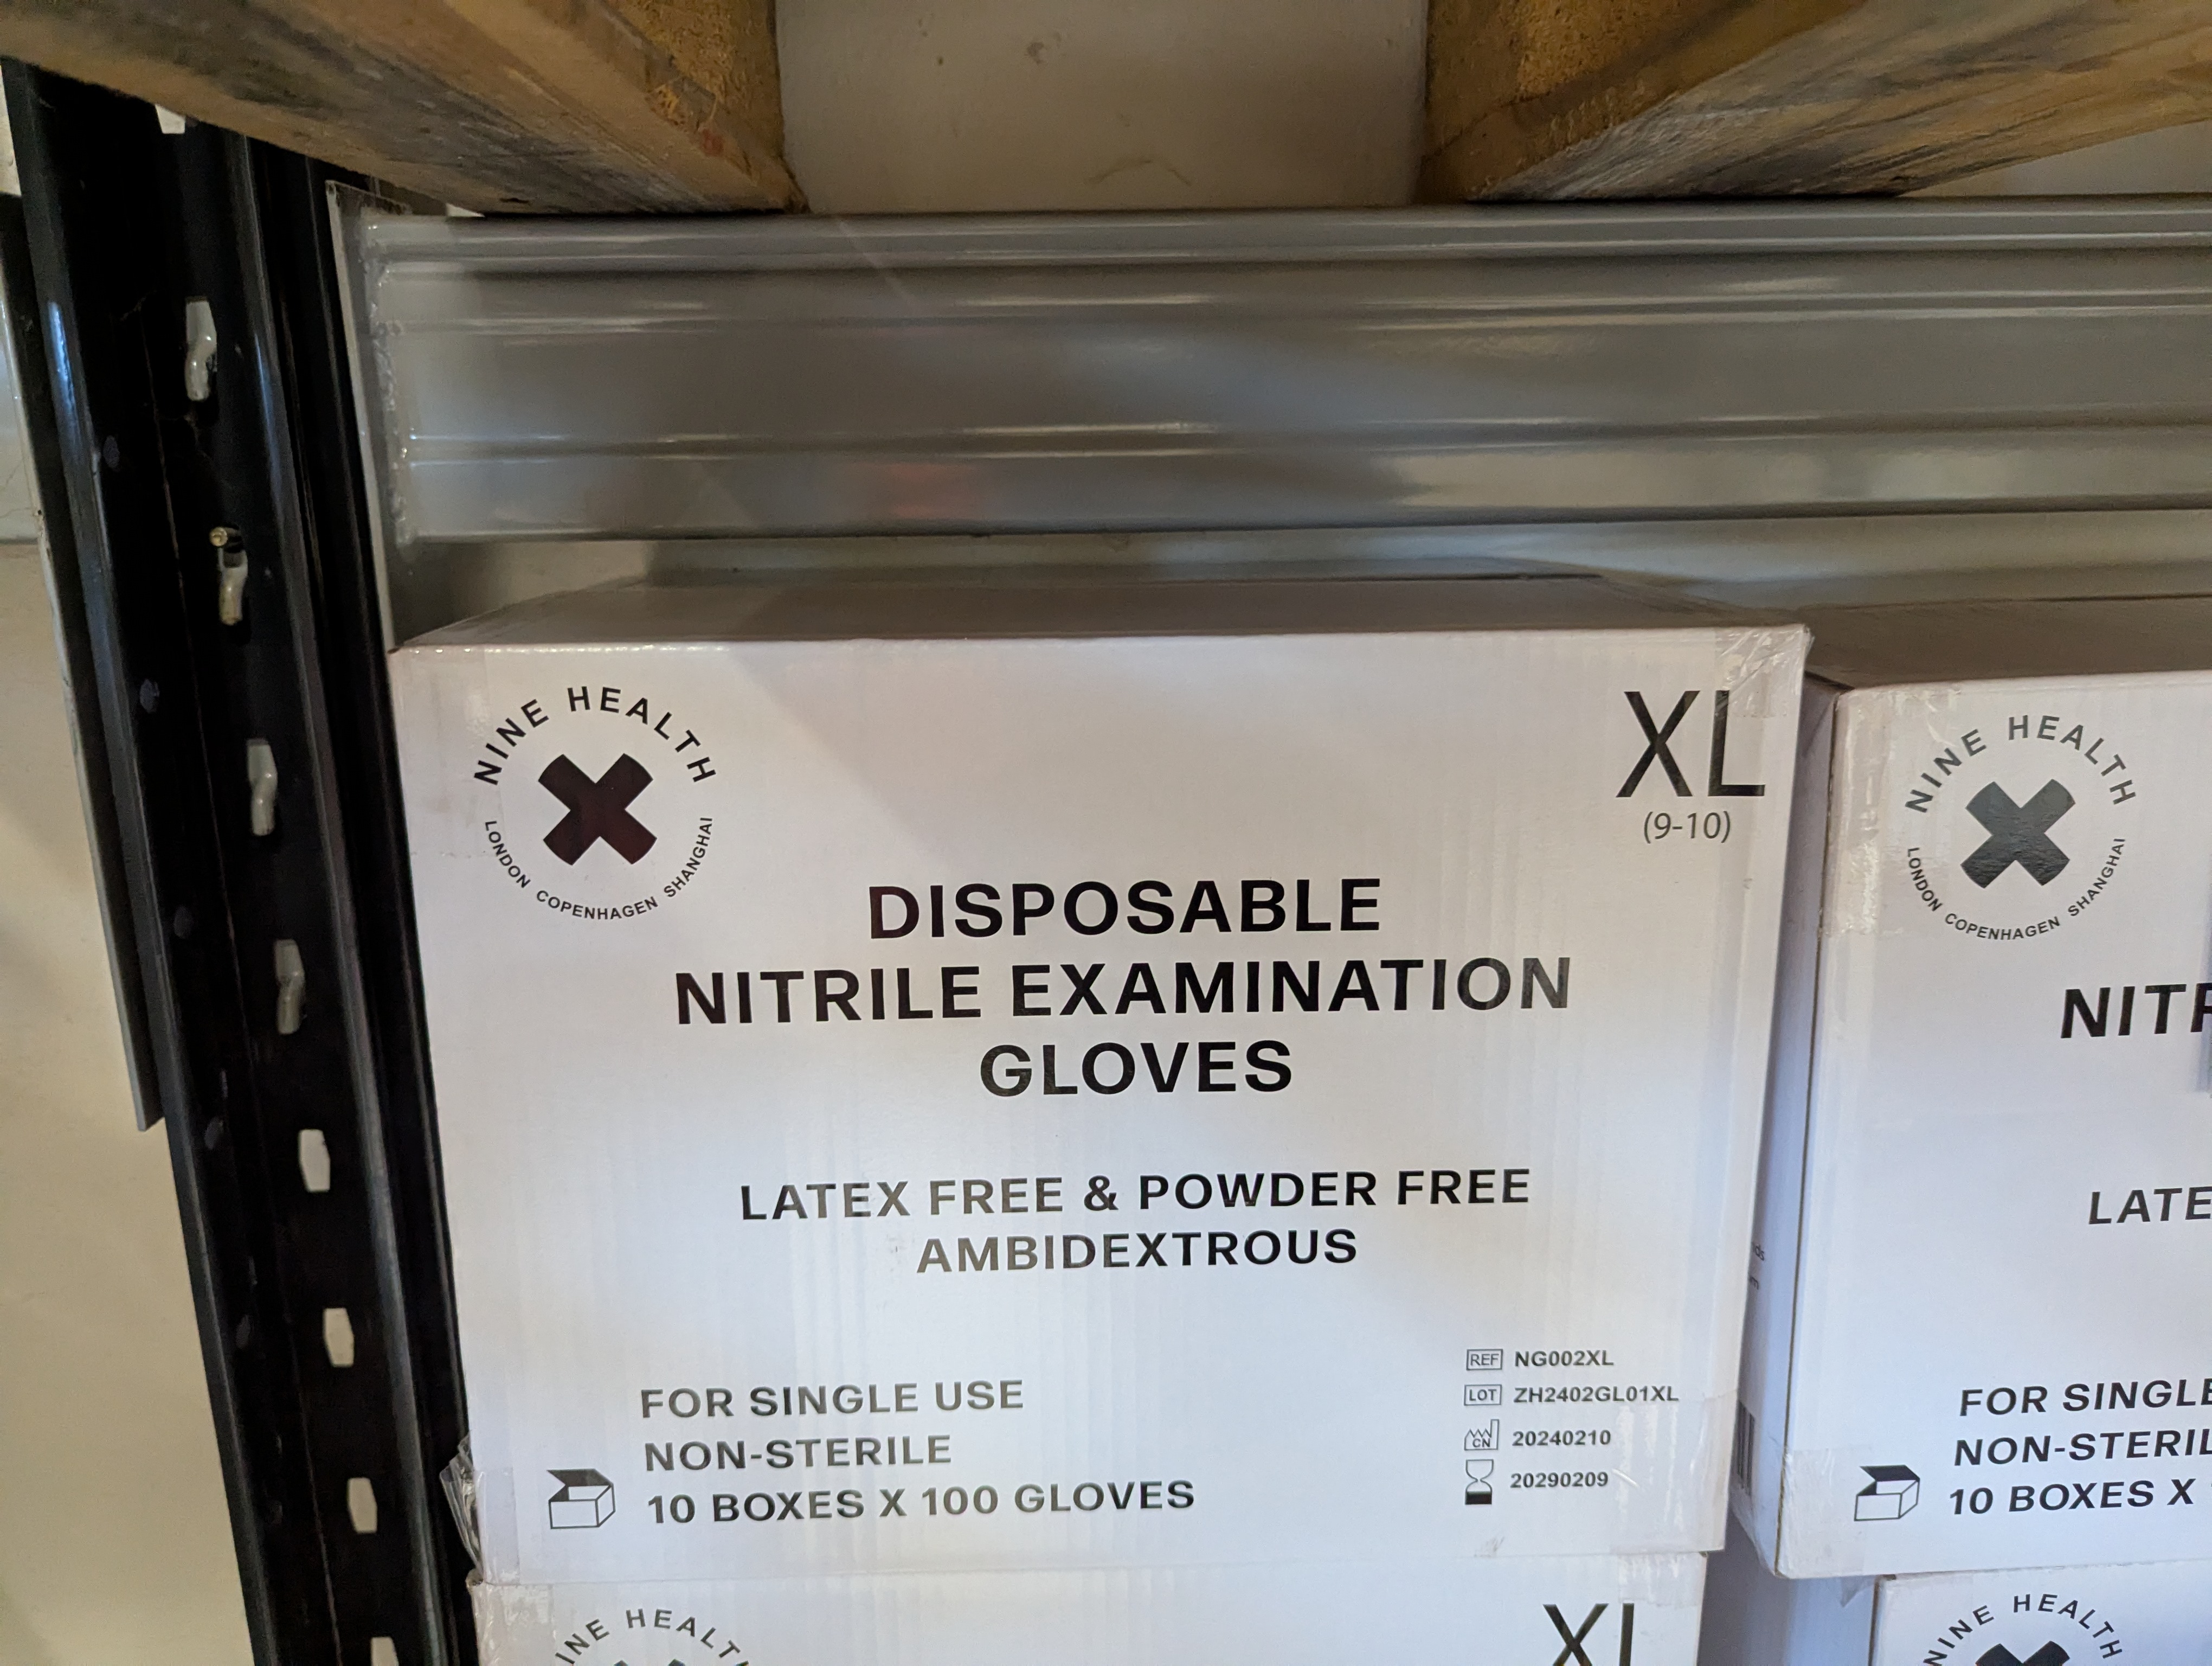 NINE HEALTH
LONDON COPENHAGEN SHANGHAI
XL
(9-10)
DISPOSABLE
NITRILE EXAMINATION
GLOVES
LATEX FREE & POWDER FREE
AMBIDEXTROUS
FOR SINGLE USE
NON-STERILE
10 BOXES X 100 GLOVES
REF NG002XL
LOT ZH2402GL01XL
CN 20240210
20290209
NINE HEALTH
LONDON COPENHAGEN SHANGHAI
NITR
LATE
FOR SINGLE
NON-STERIL
10 BOXES X
INE HEALT
XL
NINE HEALTH